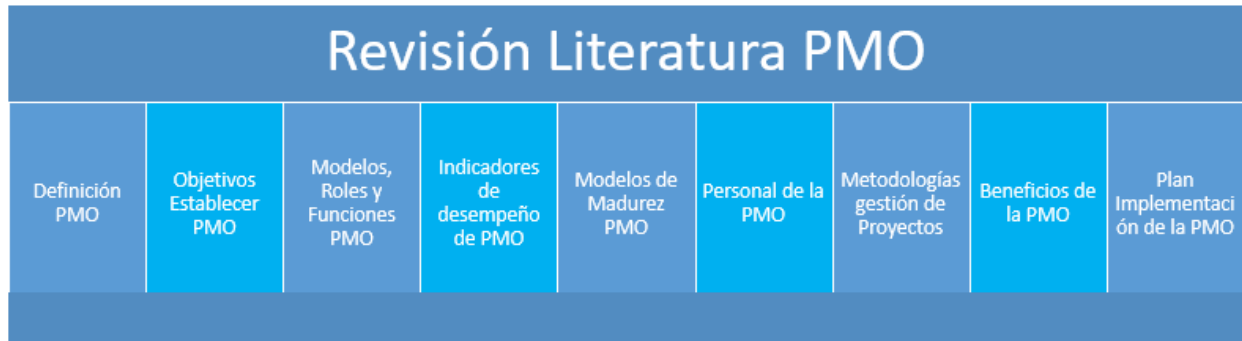 Revisión Literatura PMO
Definición
PMO
Objetivos
Establecer
PMO
Modelos,
Roles y
Funciones
PMO
Indicadores
de
desempeño
de PMO
Modelos de
Madurez
PMO
Personal de la
PMO
Metodologías
gestión de
Proyectos
Beneficios de
la PMO
Plan
Implementaci
ón de la PMO